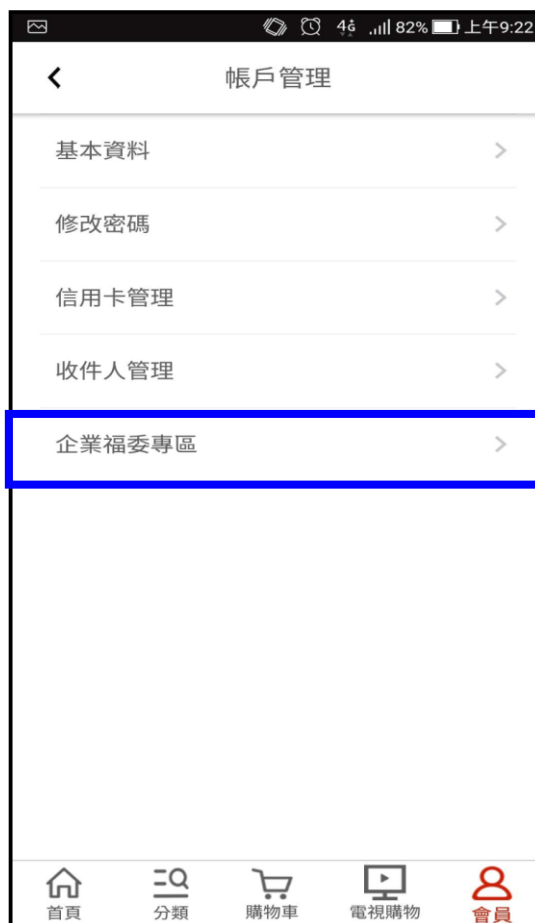 4G 82% 上午9:22
帳戶管理
基本資料
修改密碼
信用卡管理
收件人管理
企業福委專區
首頁 分類 購物車 電視購物 會員